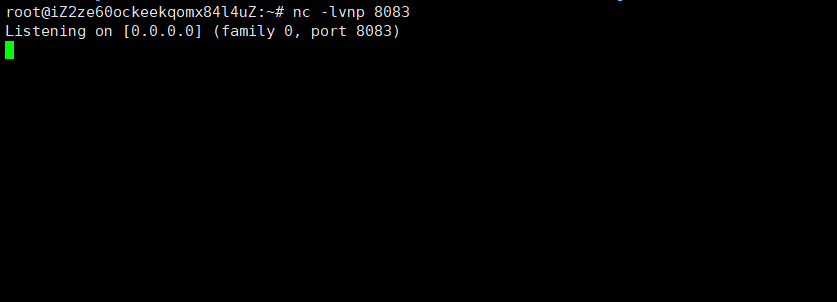 root@iZ2ze60ockeekqomx84l4uZ:~# nc -lvnp 8083
Listening on [0.0.0.0] (family 0, port 8083)